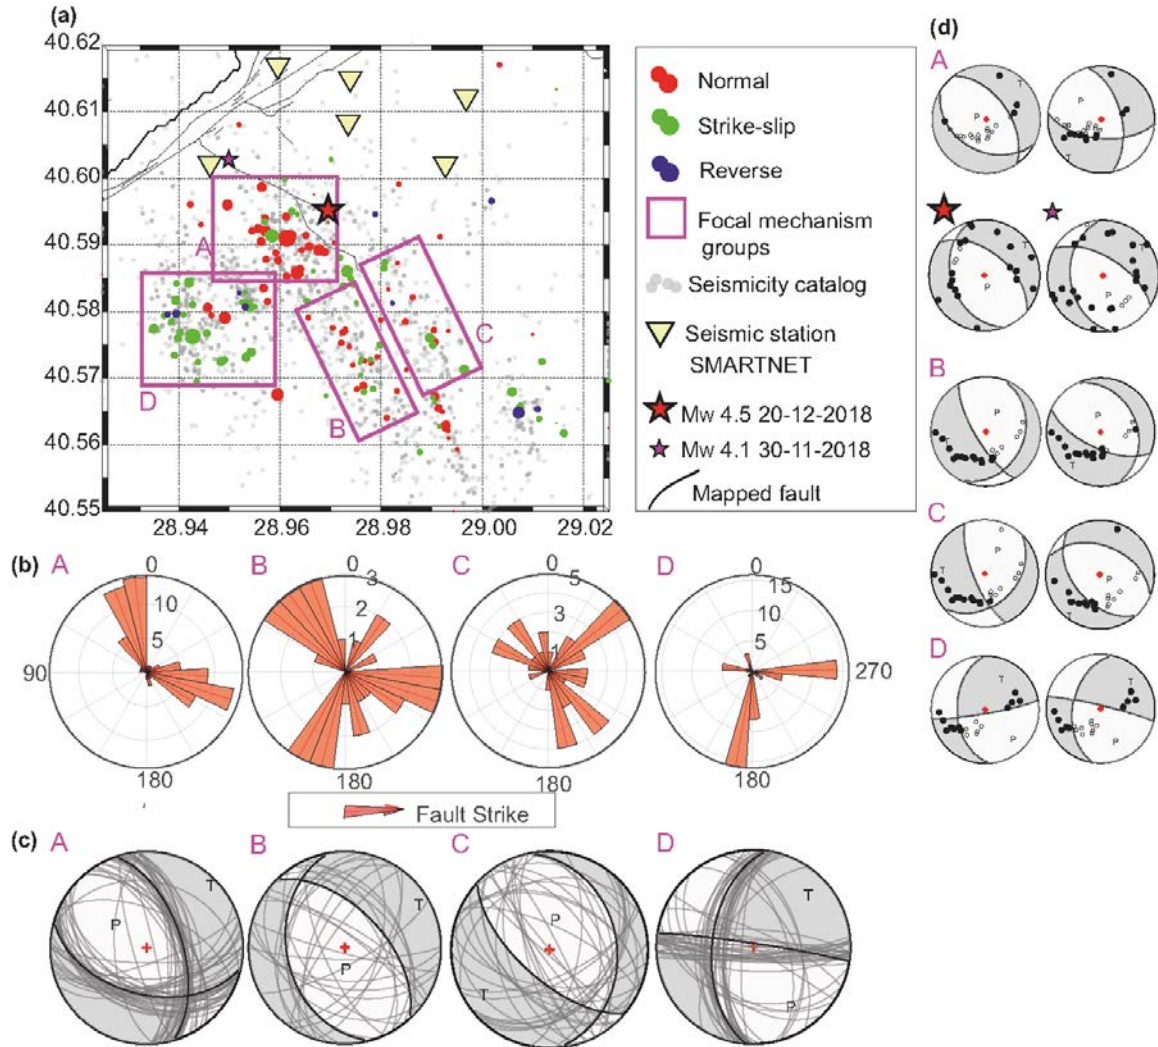 (a)
40.62
40.61
40.60
40.59
40.58
40.57
40.56
40.55
28.94 28.96 28.98 29.00 29.02
A
B
C
D
Normal
Strike-slip
Reverse
Focal mechanism
groups
Seismicity catalog
Seismic station
SMARTNET
Mw 4.5 20-12-2018
Mw 4.1 30-11-2018
Mapped fault
(b)
A B C D
0 0 0 0
10 3 5 15
5 2 3 10
1 1 5
90 270
180 180 180 180
Fault Strike
(c)
A B C D
T T T T
P P P P
(d)
A
T P
P T
T P
P T
B
P T
P T
C
P T
P T
D
T P
T P